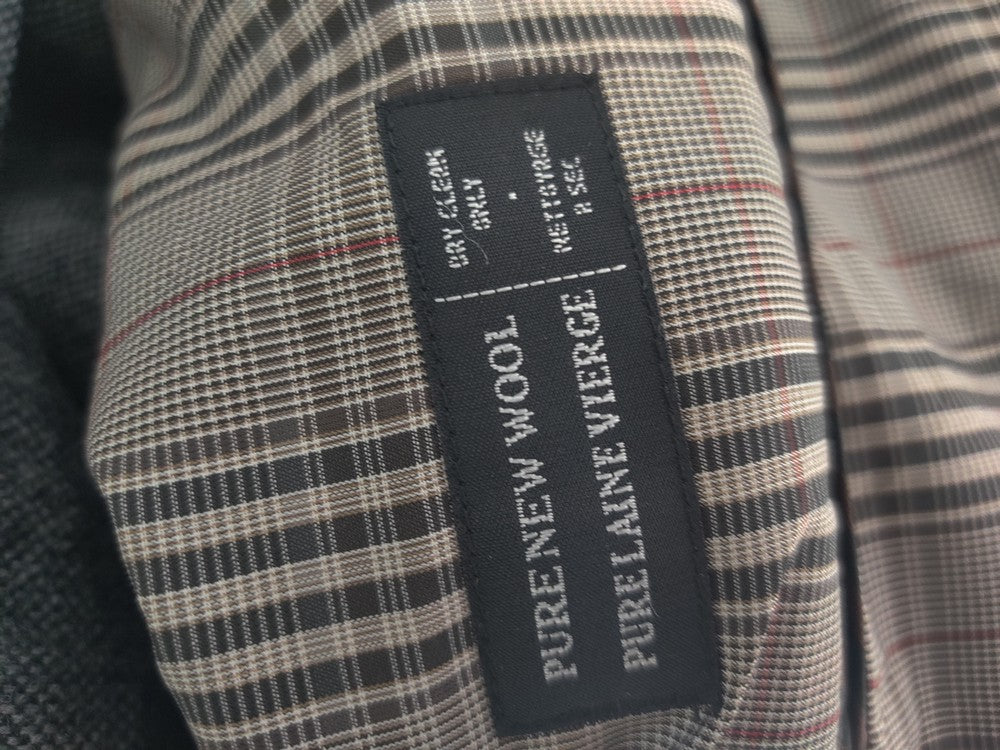 PURE NEW WOOL
PURE LAINE VIERGE
DRY CLEAN
ONLY
•
NETTOYAGE
A SEC